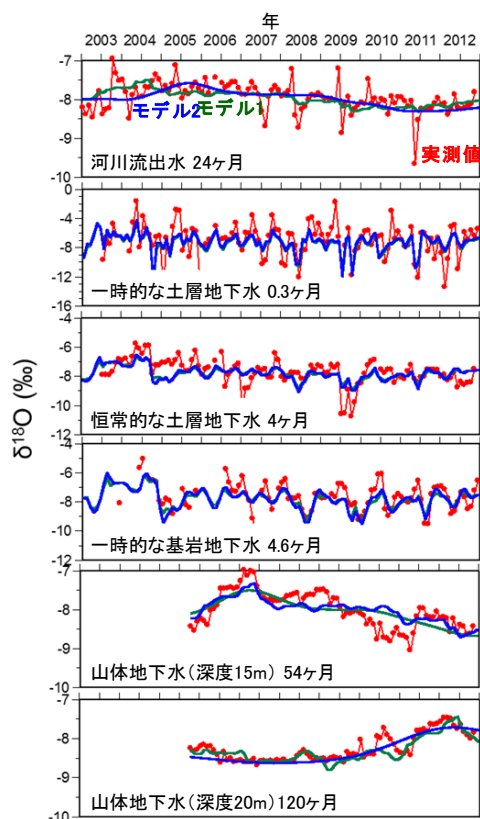 年
2003 2004 2005 2006 2007 2008 2009 2010 2011 2012
δ18O (‰)
-7
-8
-9
-10
モデル2 モデル1
実測値
河川流出水 24ヶ月
0
-4
-8
-12
-16
一時的な土層地下水 0.3ヶ月
-4
-6
-8
-10
-12
恒常的な土層地下水 4ヶ月
-4
-6
-8
-10
-12
一時的な基岩地下水 4.6ヶ月
-7
-8
-9
-10
山体地下水(深度15m) 54ヶ月
-7
-8
-9
-10
山体地下水(深度20m)120ヶ月